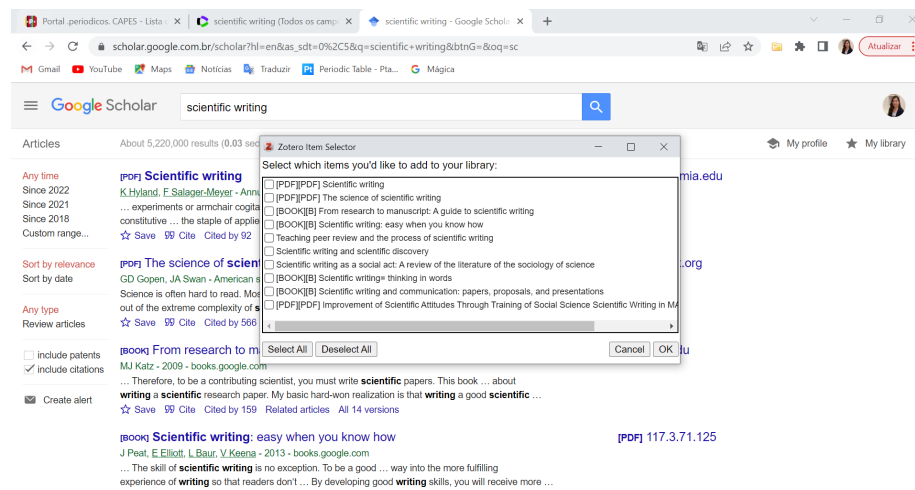 Portal .periodicos. CAPES - Lista
scientific writing (Todos os camp
scientific writing - Google Schola
scholar.google.com.br/scholar?hl=en&as_sdt=0%2C5&q=scientific+writing&btnG=&oq=sc
Atualizar
Gmail
YouTube
Maps
Notícias
Traduzir
Periodic Table - Pta...
Mágica
Google Scholar
scientific writing
Articles
About 5,220,000 results (0.03 sec
My profile
My library
Any time
Since 2022
Since 2021
Since 2018
Custom range...
Sort by relevance
Sort by date
Any type
Review articles
include patents
include citations
Create alert
[PDF] Scientific writing
K Hyland, F Salager-Meyer - Annu
… experiments or armchair cogita
constitutive … the staple of applie
Save Cite Cited by 92
mia.edu
[PDF] The science of scien
GD Gopen, JA Swan - American s
Science is often hard to read. Mos
out of the extreme complexity of s
Save Cite Cited by 566
.org
[BOOK] From research to m
MJ Katz - 2009 - books.google.com
… Therefore, to be a contributing scientist, you must write scientific papers. This book … about
writing a scientific research paper. My basic hard-won realization is that writing a good scientific …
Save Cite Cited by 159 Related articles All 14 versions
du
[BOOK] Scientific writing: easy when you know how
J Peat, E Elliott, L Baur, V Keena - 2013 - books.google.com
… The skill of scientific writing is no exception. To be a good … way into the more fulfilling
experience of writing so that readers don't … By developing good writing skills, you will receive more …
[PDF] 117.3.71.125
Zotero Item Selector
Select which items you'd like to add to your library:
[PDF][PDF] Scientific writing
[PDF][PDF] The science of scientific writing
[BOOK][B] From research to manuscript: A guide to scientific writing
[BOOK][B] Scientific writing: easy when you know how
Teaching peer review and the process of scientific writing
Scientific writing and scientific discovery
Scientific writing as a social act: A review of the literature of the sociology of science
[BOOK][B] Scientific writing= thinking in words
[BOOK][B] Scientific writing and communication: papers, proposals, and presentations
[PDF][PDF] Improvement of Scientific Attitudes Through Training of Social Science Scientific Writing in MA
Select All
Deselect All
Cancel
OK